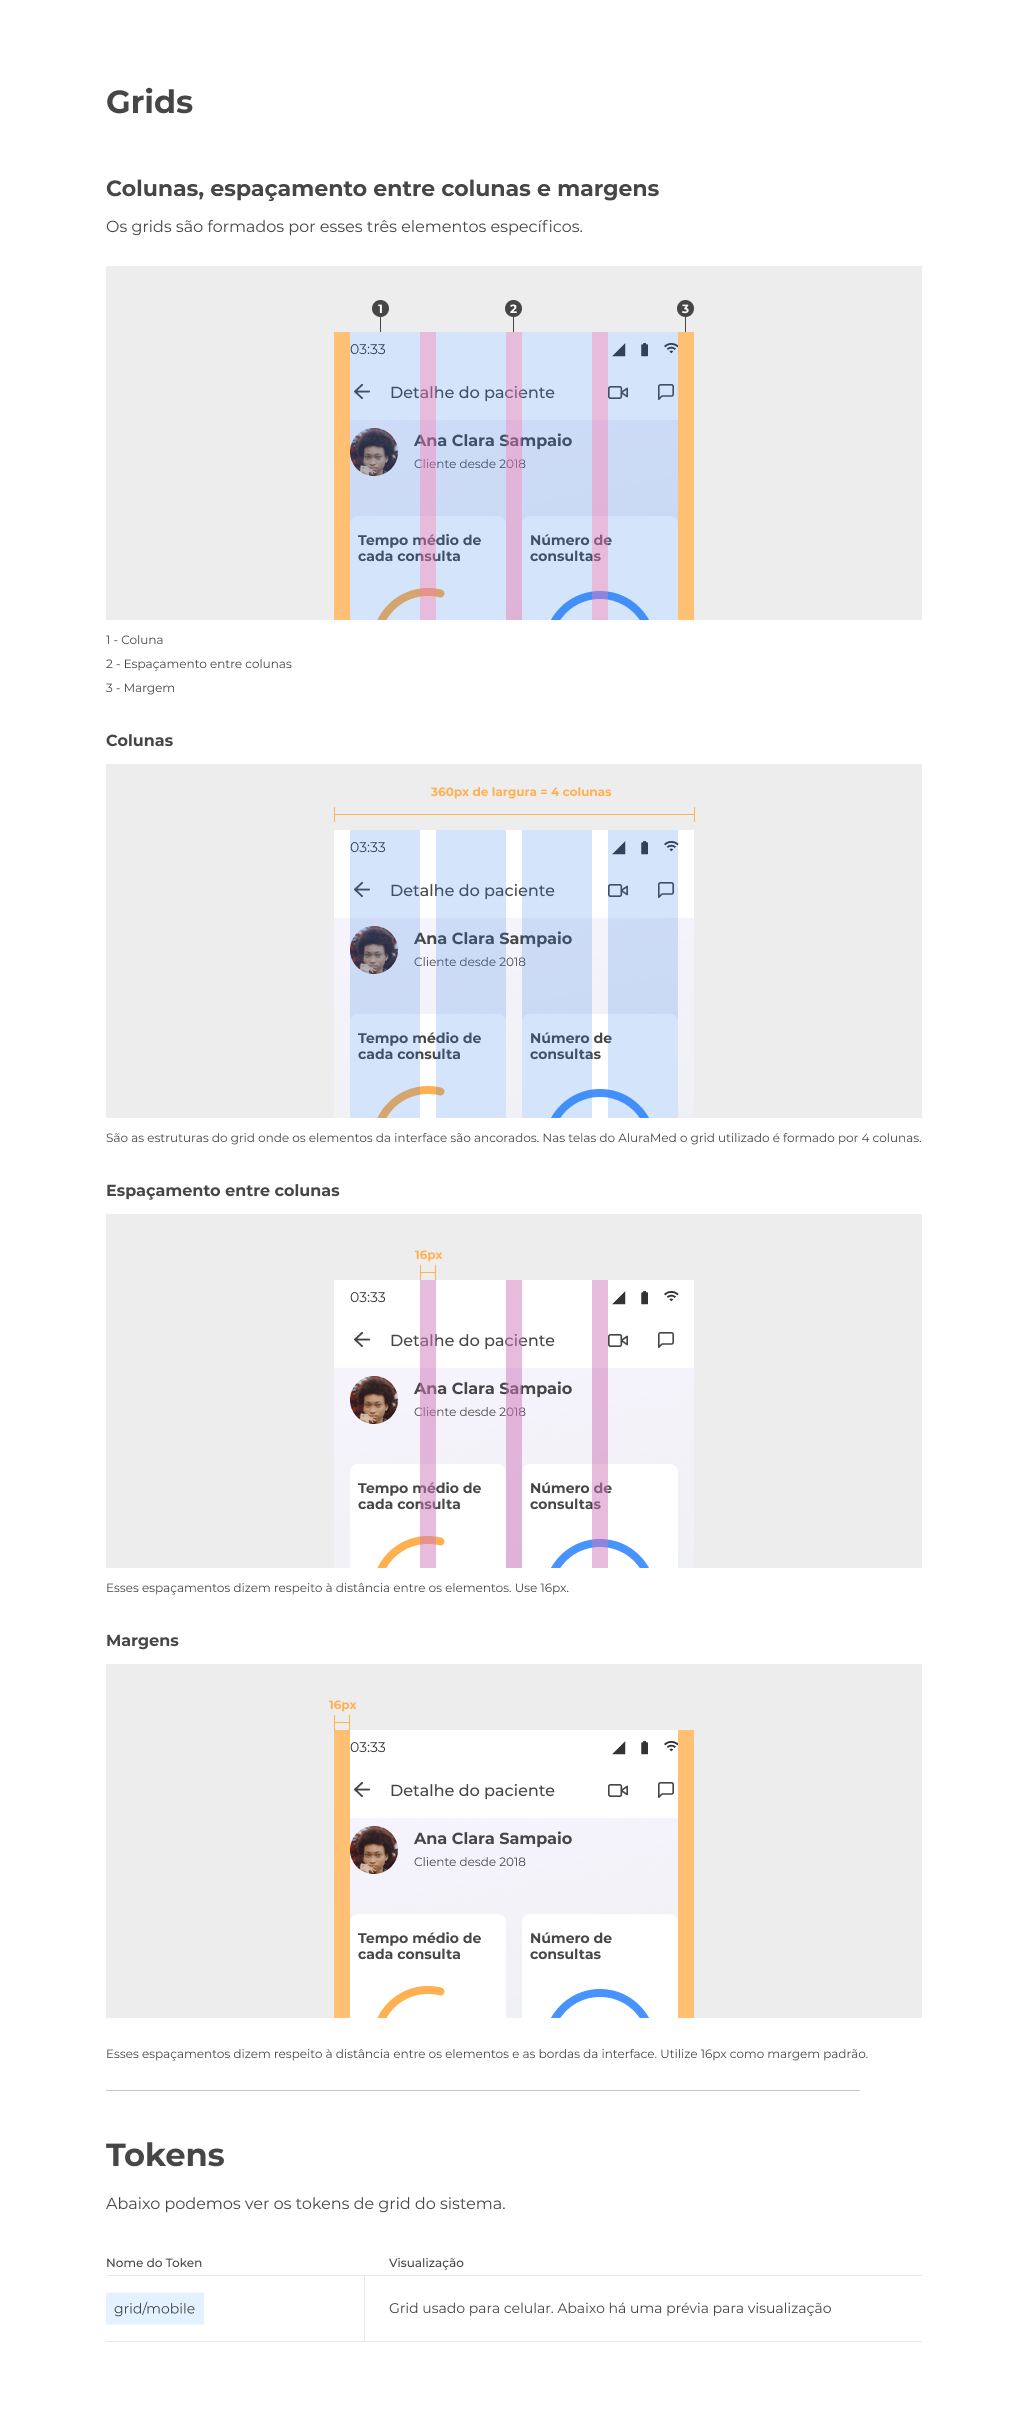 Grids
Colunas, espaçamento entre colunas e margens
Os grids são formados por esses três elementos específicos.
1 2 3
03:33
Detalhe do paciente
Ana Clara Sampaio
Cliente desde 2018
Tempo médio de
cada consulta
Número de
consultas
1 - Coluna
2 - Espaçamento entre colunas
3 - Margem
Colunas
360px de largura = 4 colunas
03:33
Detalhe do paciente
Ana Clara Sampaio
Cliente desde 2018
Tempo médio de
cada consulta
Número de
consultas
São as estruturas do grid onde os elementos da interface são ancorados. Nas telas do AluraMed o grid utilizado é formado por 4 colunas.
Espaçamento entre colunas
16px
03:33
Detalhe do paciente
Ana Clara Sampaio
Cliente desde 2018
Tempo médio de
cada consulta
Número de
consultas
Esses espaçamentos dizem respeito à distância entre os elementos. Use 16px.
Margens
16px
03:33
Detalhe do paciente
Ana Clara Sampaio
Cliente desde 2018
Tempo médio de
cada consulta
Número de
consultas
Esses espaçamentos dizem respeito à distância entre os elementos e as bordas da interface. Utilize 16px como margem padrão.
Tokens
Abaixo podemos ver os tokens de grid do sistema.
Nome do Token Visualização
grid/mobile Grid usado para celular. Abaixo há uma prévia para visualização